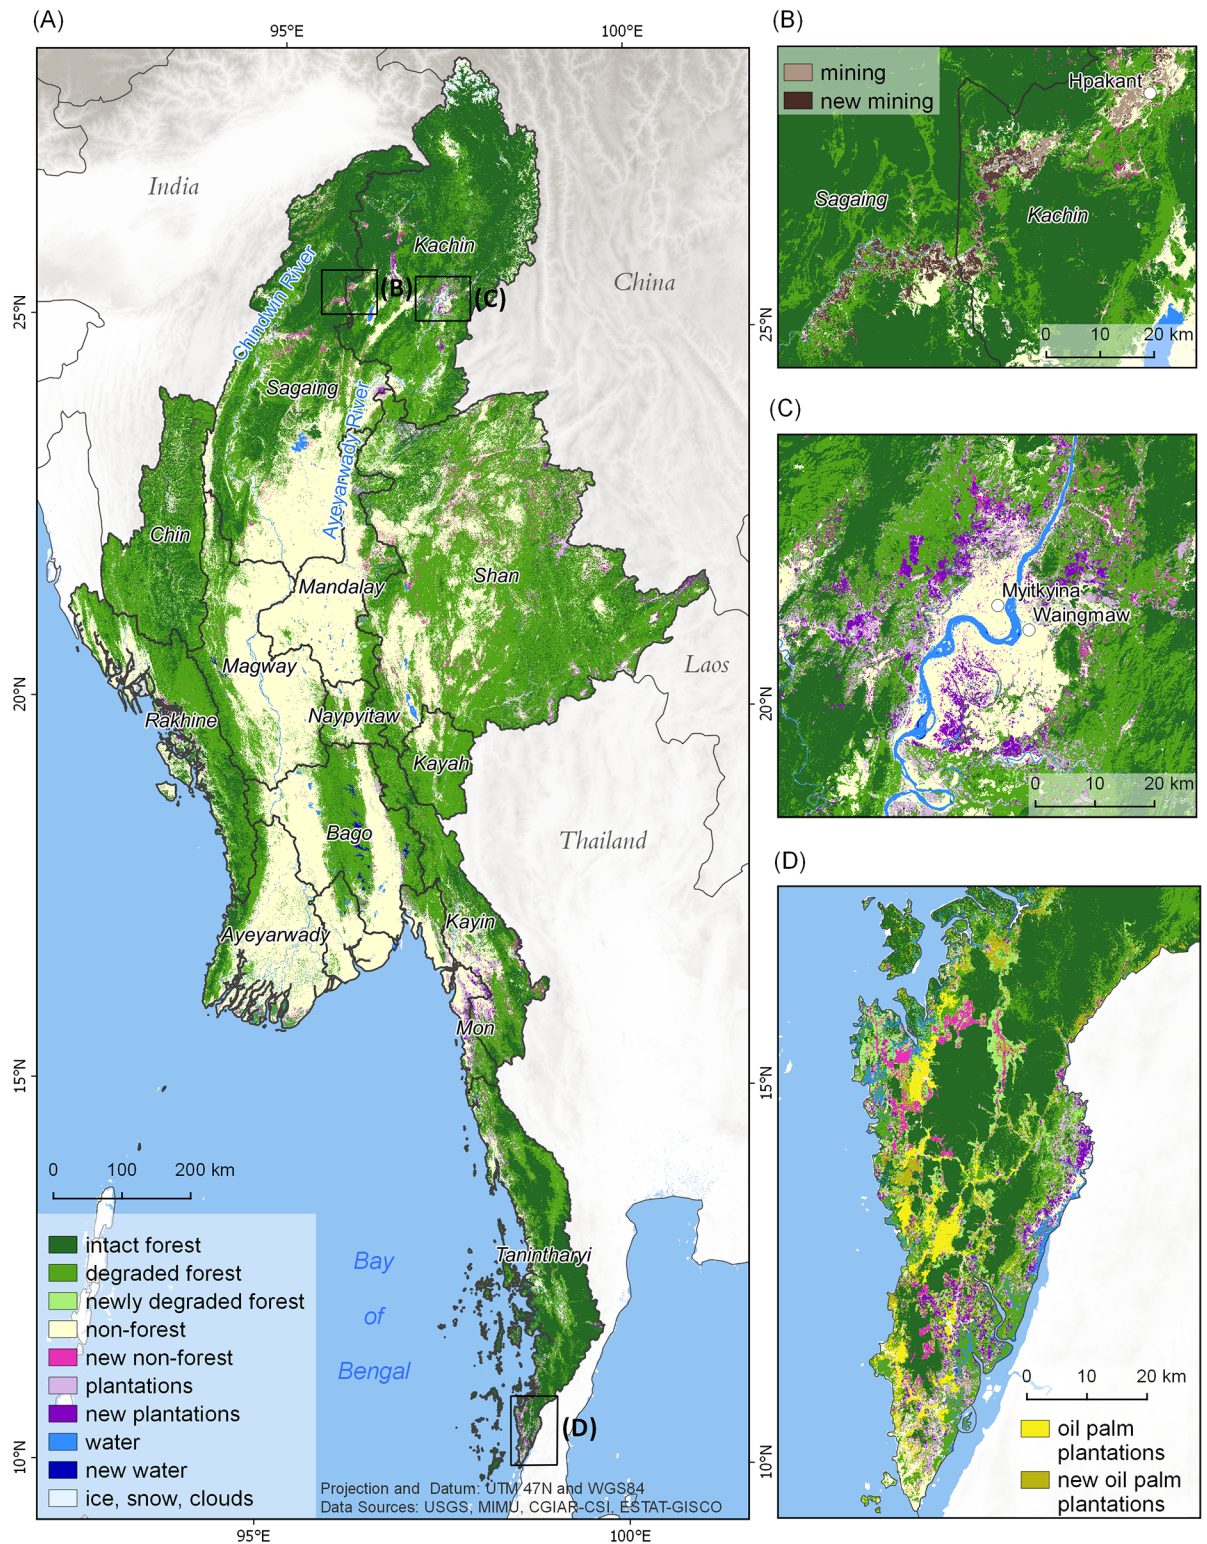 (A)
95°E
100°E
India
China
Kachin
Chindwin River
(B)
(C)
25°N
Sagaing
Ayeyarwady River
Chin
Shan
Mandalay
Magway
Laos
20°N
Rakhine
Naypyitaw
Kayah
Bago
Thailand
Kayin
Ayeyarwady
Mon
15°N
0 100 200 km
Tanintharyi
Bay
of
Bengal
intact forest
degraded forest
newly degraded forest
non-forest
new non-forest
plantations
new plantations
water
new water
ice, snow, clouds
(D)
10°N
Projection and Datum: UTM 47N and WGS84
Data Sources: USGS, MIMU, CGIAR-CSI, ESTAT-GISCO
95°E
100°E
(B)
mining
new mining
Hpakant
Sagaing
Kachin
25°N
0 10 20 km
(C)
Myitkyina
Waingmaw
20°N
0 10 20 km
(D)
15°N
0 10 20 km
oil palm
plantations
new oil palm
plantations
10°N